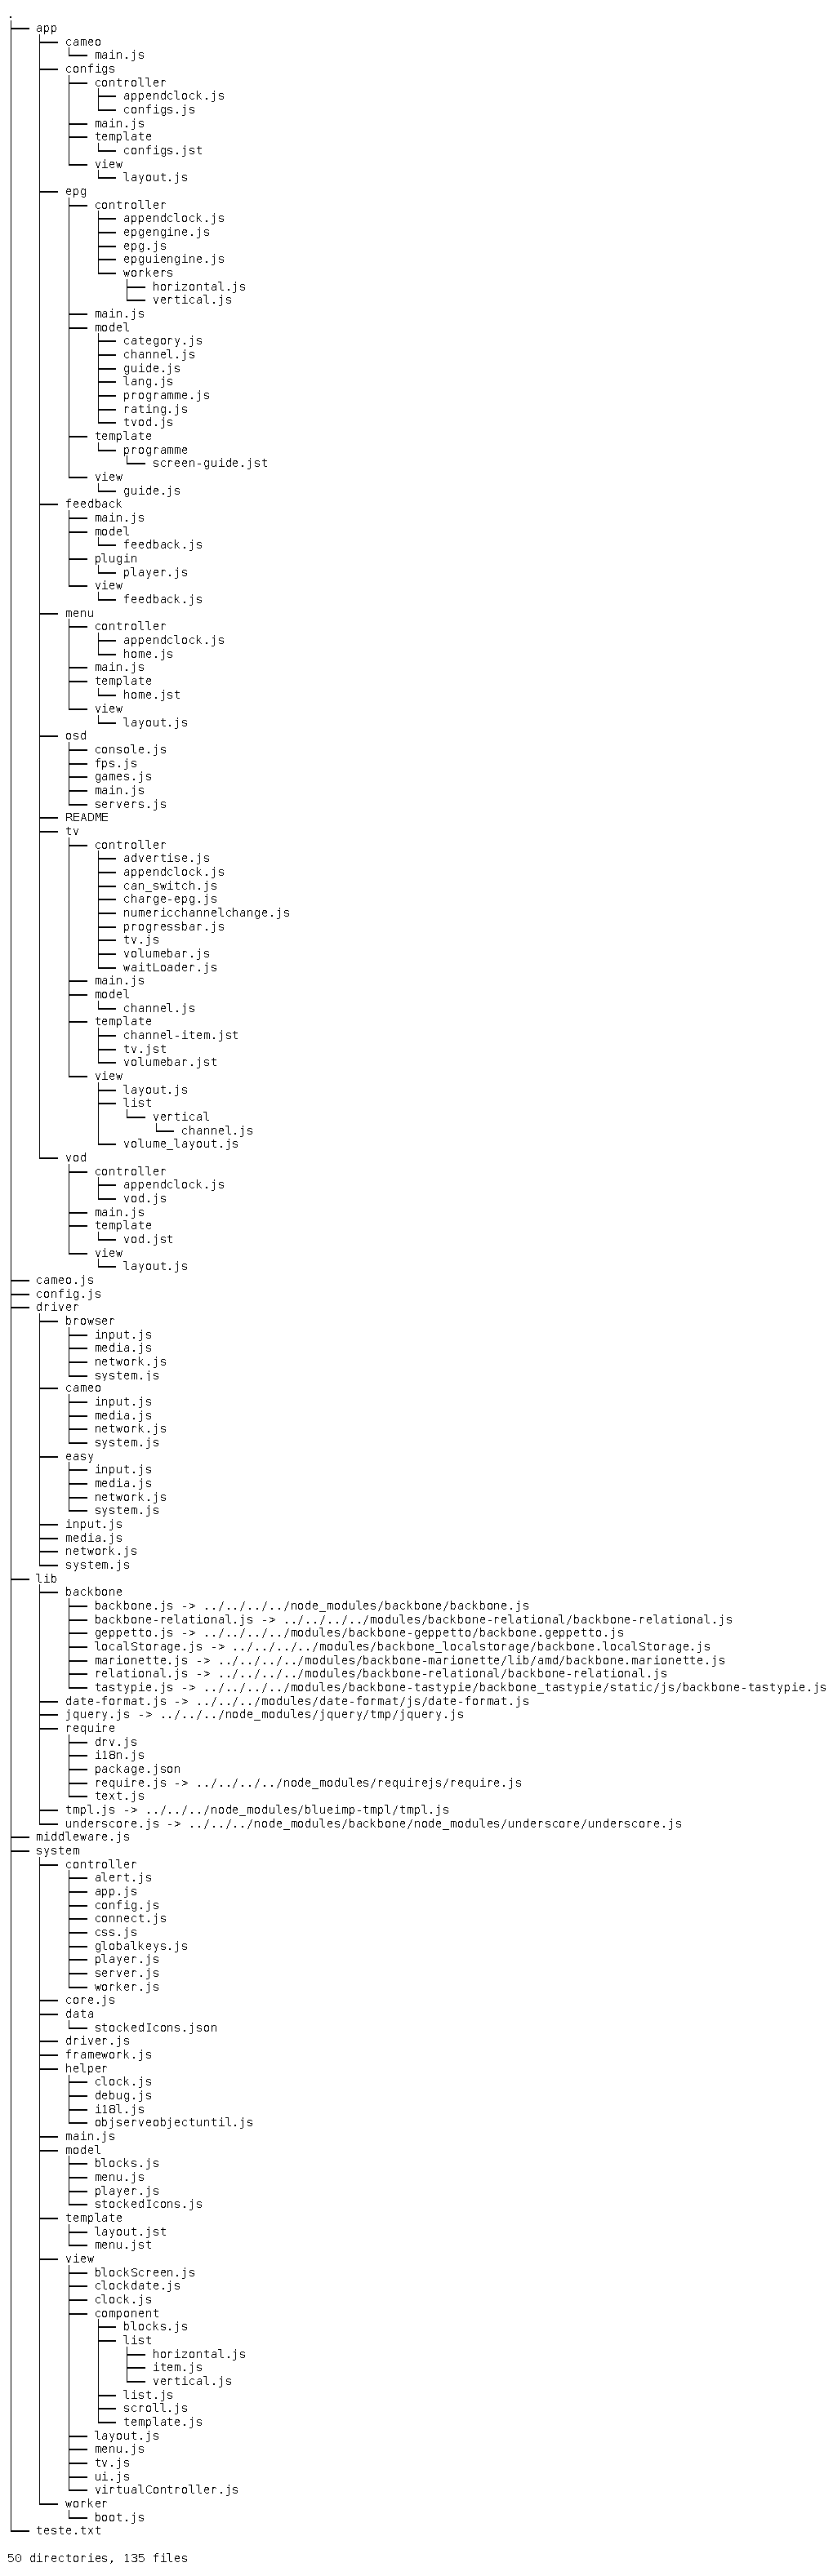 .
├── app
│   ├── cameo
│   │   └── main.js
│   ├── configs
│   │   ├── controller
│   │   │   ├── appendclock.js
│   │   │   └── configs.js
│   │   ├── main.js
│   │   ├── template
│   │   │   └── configs.jst
│   │   └── view
│   │       └── layout.js
│   ├── epg
│   │   ├── controller
│   │   │   ├── appendclock.js
│   │   │   ├── epgengine.js
│   │   │   ├── epg.js
│   │   │   ├── epguiengine.js
│   │   │   └── workers
│   │   │       ├── horizontal.js
│   │   │       └── vertical.js
│   │   ├── main.js
│   │   ├── model
│   │   │   ├── category.js
│   │   │   ├── channel.js
│   │   │   ├── guide.js
│   │   │   ├── lang.js
│   │   │   ├── programme.js
│   │   │   ├── rating.js
│   │   │   └── tvod.js
│   │   ├── template
│   │   │   └── programme
│   │   │       └── screen-guide.jst
│   │   └── view
│   │       └── guide.js
│   ├── feedback
│   │   ├── main.js
│   │   ├── model
│   │   │   └── feedback.js
│   │   ├── plugin
│   │   │   └── player.js
│   │   └── view
│   │       └── feedback.js
│   ├── menu
│   │   ├── controller
│   │   │   ├── appendclock.js
│   │   │   └── home.js
│   │   ├── main.js
│   │   ├── template
│   │   │   └── home.jst
│   │   └── view
│   │       └── layout.js
│   ├── osd
│   │   ├── console.js
│   │   ├── fps.js
│   │   ├── games.js
│   │   ├── main.js
│   │   └── servers.js
│   ├── README
│   ├── tv
│   │   ├── controller
│   │   │   ├── advertise.js
│   │   │   ├── appendclock.js
│   │   │   ├── can_switch.js
│   │   │   ├── charge-epg.js
│   │   │   ├── numericchannelchange.js
│   │   │   ├── progressbar.js
│   │   │   ├── tv.js
│   │   │   ├── volumebar.js
│   │   │   └── waitLoader.js
│   │   ├── main.js
│   │   ├── model
│   │   │   └── channel.js
│   │   ├── template
│   │   │   ├── channel-item.jst
│   │   │   ├── tv.jst
│   │   │   └── volumebar.jst
│   │   └── view
│   │       ├── layout.js
│   │       ├── list
│   │       │   └── vertical
│   │       │       └── channel.js
│   │       └── volume_layout.js
│   └── vod
│       ├── controller
│       │   ├── appendclock.js
│       │   └── vod.js
│       ├── main.js
│       ├── template
│       │   └── vod.jst
│       └── view
│           └── layout.js
├── cameo.js
├── config.js
├── driver
│   ├── browser
│   │   ├── input.js
│   │   ├── media.js
│   │   ├── network.js
│   │   └── system.js
│   ├── cameo
│   │   ├── input.js
│   │   ├── media.js
│   │   ├── network.js
│   │   └── system.js
│   ├── easy
│   │   ├── input.js
│   │   ├── media.js
│   │   ├── network.js
│   │   └── system.js
│   ├── input.js
│   ├── media.js
│   ├── network.js
│   └── system.js
├── lib
│   ├── backbone
│   │   ├── backbone.js -> ../../../../node_modules/backbone/backbone.js
│   │   ├── backbone-relational.js -> ../../../../modules/backbone-relational/backbone-relational.js
│   │   ├── geppetto.js -> ../../../../modules/backbone-geppetto/backbone.geppetto.js
│   │   ├── localStorage.js -> ../../../../modules/backbone_localstorage/backbone.localStorage.js
│   │   ├── marionette.js -> ../../../../modules/backbone-marionette/lib/amd/backbone.marionette.js
│   │   ├── relational.js -> ../../../../modules/backbone-relational/backbone-relational.js
│   │   └── tastypie.js -> ../../../../modules/backbone-tastypie/backbone_tastypie/static/js/backbone-tastypie.js
│   ├── date-format.js -> ../../../modules/date-format/js/date-format.js
│   ├── jquery.js -> ../../../node_modules/jquery/tmp/jquery.js
│   ├── require
│   │   ├── drv.js
│   │   ├── i18n.js
│   │   ├── package.json
│   │   ├── require.js -> ../../../../node_modules/requirejs/require.js
│   │   └── text.js
│   ├── tmpl.js -> ../../../node_modules/blueimp-tmpl/tmpl.js
│   └── underscore.js -> ../../../node_modules/backbone/node_modules/underscore/underscore.js
├── middleware.js
├── system
│   ├── controller
│   │   ├── alert.js
│   │   ├── app.js
│   │   ├── config.js
│   │   ├── connect.js
│   │   ├── css.js
│   │   ├── globalkeys.js
│   │   ├── player.js
│   │   ├── server.js
│   │   └── worker.js
│   ├── core.js
│   ├── data
│   │   └── stockedIcons.json
│   ├── driver.js
│   ├── framework.js
│   ├── helper
│   │   ├── clock.js
│   │   ├── debug.js
│   │   ├── i18l.js
│   │   └── objserveobjectuntil.js
│   ├── main.js
│   ├── model
│   │   ├── blocks.js
│   │   ├── menu.js
│   │   ├── player.js
│   │   └── stockedIcons.js
│   ├── template
│   │   ├── layout.jst
│   │   └── menu.jst
│   ├── view
│   │   ├── blockScreen.js
│   │   ├── clockdate.js
│   │   ├── clock.js
│   │   ├── component
│   │   │   ├── blocks.js
│   │   │   ├── list
│   │   │   │   ├── horizontal.js
│   │   │   │   ├── item.js
│   │   │   │   └── vertical.js
│   │   │   ├── list.js
│   │   │   ├── scroll.js
│   │   │   └── template.js
│   │   ├── layout.js
│   │   ├── menu.js
│   │   ├── tv.js
│   │   ├── ui.js
│   │   └── virtualController.js
│   └── worker
│       └── boot.js
└── teste.txt

50 directories, 135 files